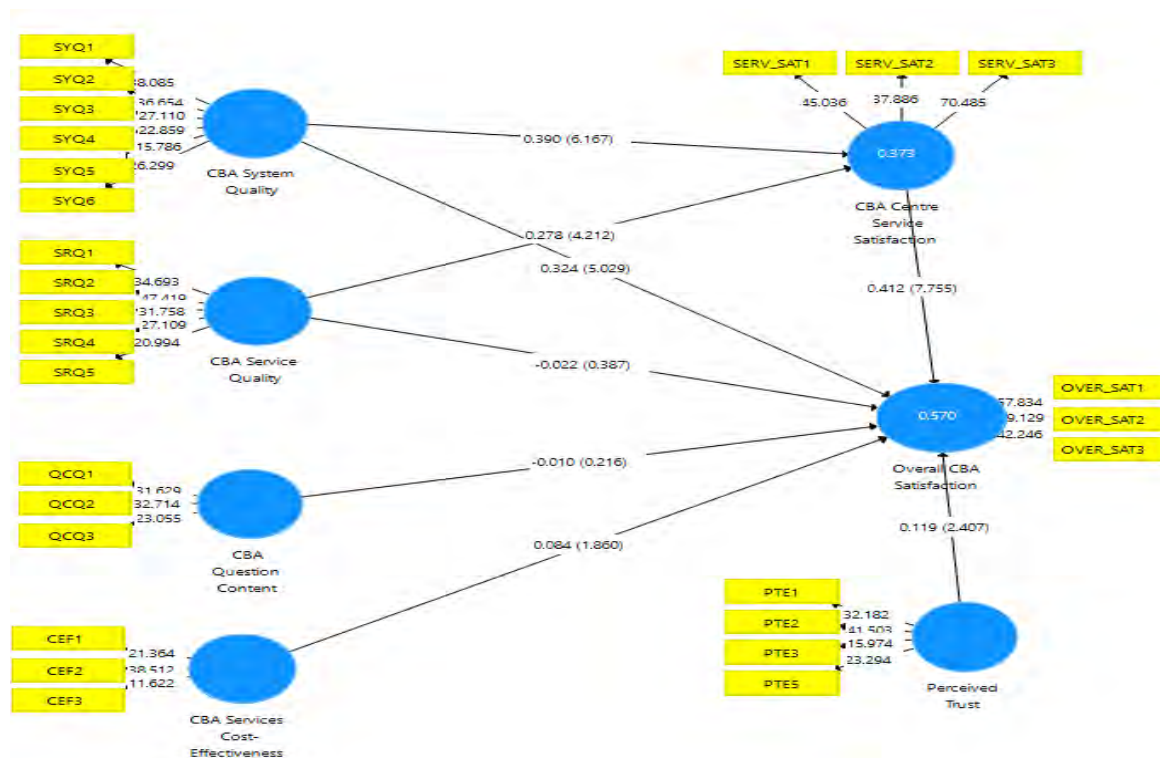 SYQ1
SYQ2
SYQ3
SYQ4
SYQ5
SYQ6
36.654
27.110
22.859
15.786
CBA System
Quality
SRQ1
SRQ2
SRQ3
SRQ4
SRQ5
34.693
47.419
31.758
27.109
20.994
CBA Service
Quality
QCQ1
QCQ2
QCQ3
31.629
32.714
23.055
CBA
Question
Content
CEF1
CEF2
CEF3
21.364
38.512
11.622
CBA Services
Cost-
Effectiveness
0.390 (6.167)
0.278 (4.212)
0.324 (5.029)
-0.022 (0.387)
-0.010 (0.216)
0.084 (1.860)
SERV_SAT1
SERV_SAT2
SERV_SAT3
45.036
37.886
70.485
0.373
CBA Centre
Service
Satisfaction
0.412 (7.755)
0.570
Overall CBA
Satisfaction
57.834
42.246
OVER_SAT1
OVER_SAT2
OVER_SAT3
0.119 (2.407)
PTE1
PTE2
PTE3
PTE5
32.182
41.503
15.974
23.294
Perceived
Trust